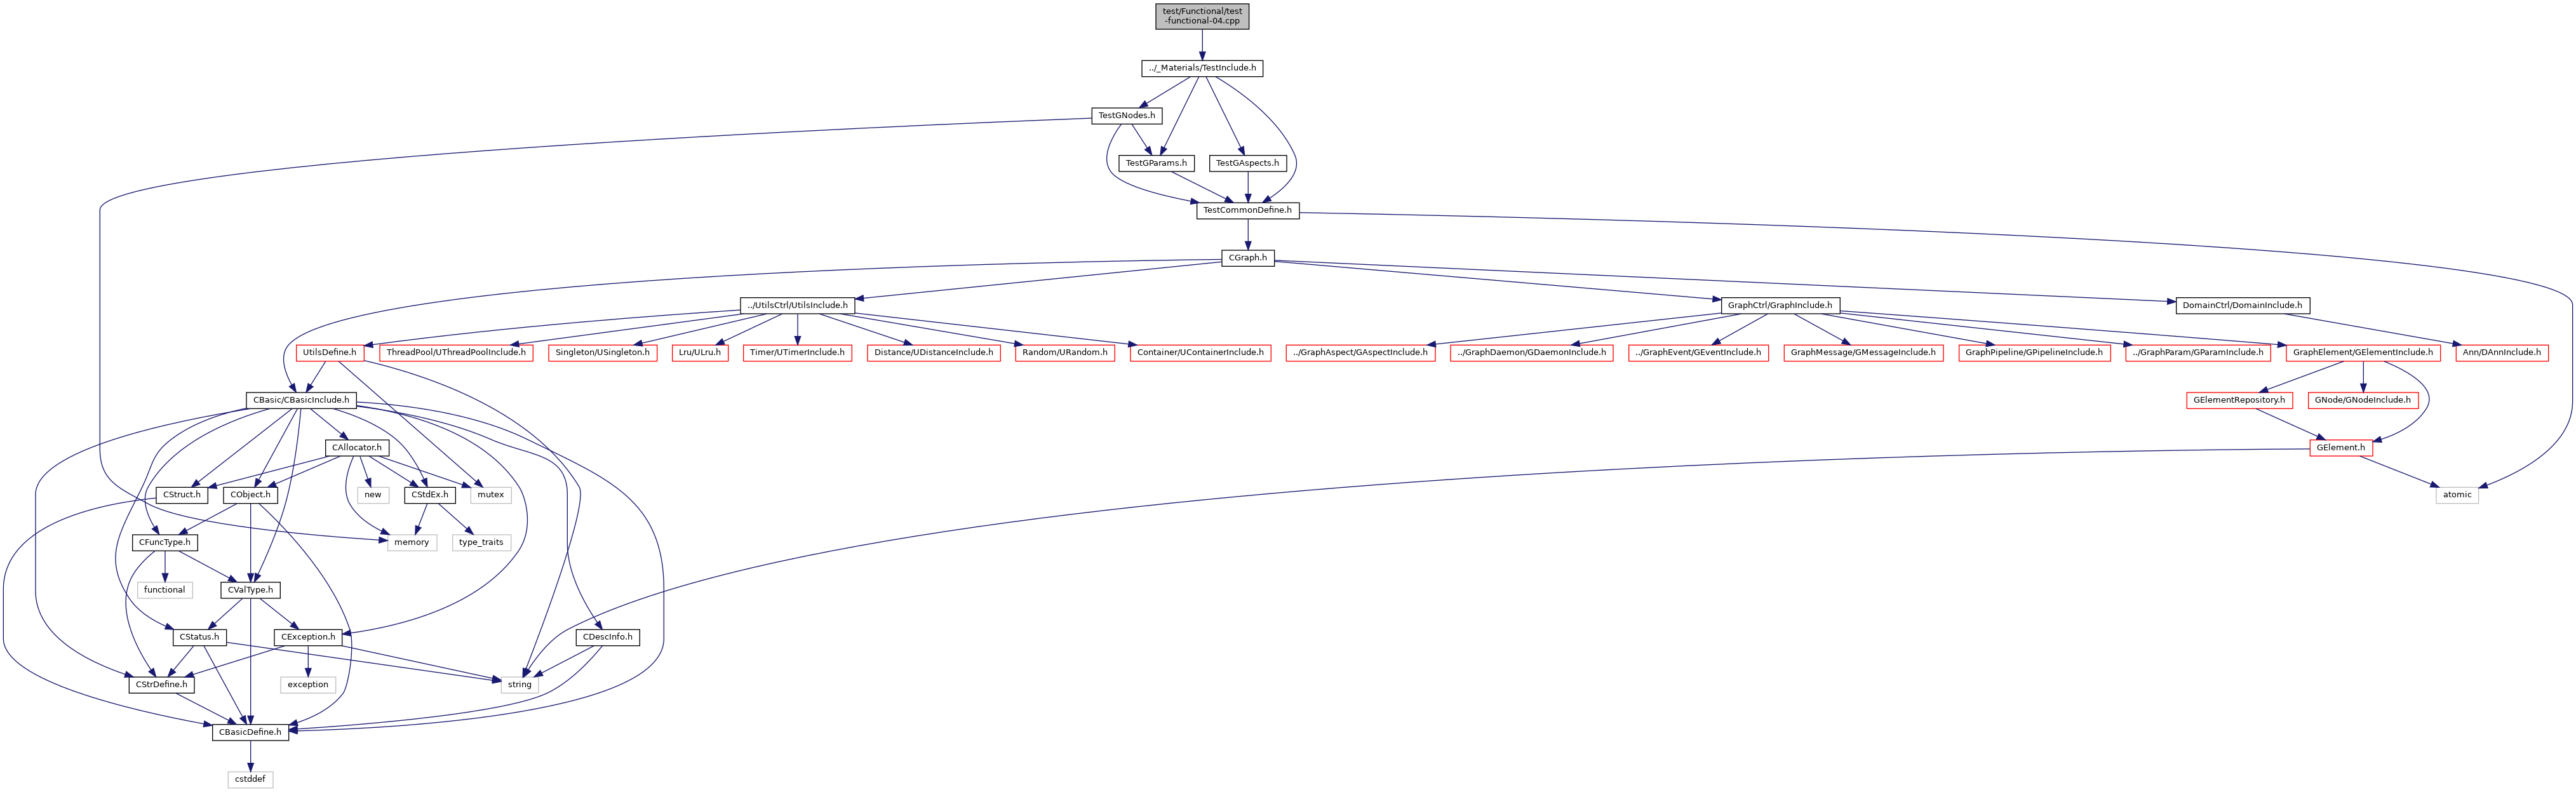 test/Functional/test
-functional-04.cpp
../_Materials/TestInclude.h
TestGNodes.h
TestGParams.h
TestGAspects.h
TestCommonDefine.h
CGraph.h
../UtilsCtrl/UtilsInclude.h
GraphCtrl/GraphInclude.h
DomainCtrl/DomainInclude.h
UtilsDefine.h
ThreadPool/UThreadPoolInclude.h
Singleton/USingleton.h
Lru/ULru.h
Timer/UTimerInclude.h
Distance/UDistanceInclude.h
Random/URandom.h
Container/UContainerInclude.h
../GraphAspect/GAspectInclude.h
../GraphDaemon/GDaemonInclude.h
../GraphEvent/GEventInclude.h
GraphMessage/GMessageInclude.h
GraphPipeline/GPipelineInclude.h
../GraphParam/GParamInclude.h
GraphElement/GElementInclude.h
Ann/DAnnInclude.h
CBasic/CBasicInclude.h
GElementRepository.h
GNode/GNodeInclude.h
CAllocator.h
GElement.h
CStruct.h
CObject.h
new
CStdEx.h
mutex
atomic
CFuncType.h
memory
type_traits
functional
CValType.h
CStatus.h
CException.h
CDescInfo.h
CStrDefine.h
exception
string
CBasicDefine.h
cstddef